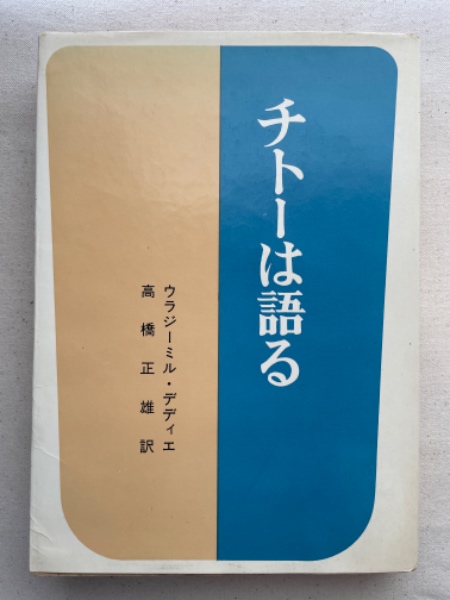 チトーは語る
ウラジーミル・デディエ
高橋正雄訳